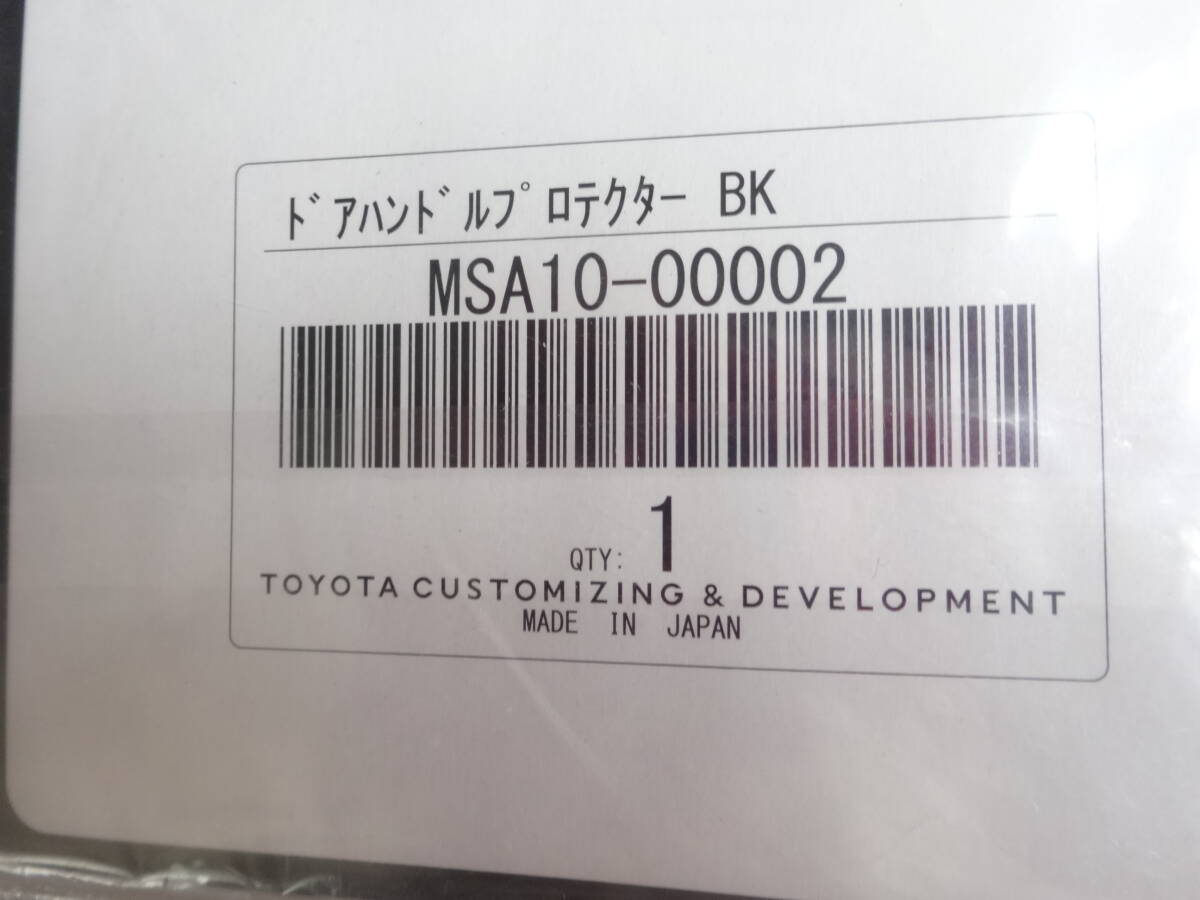 ﾄﾞｱﾊﾝﾄﾞﾙﾌﾟﾛﾃｸﾀｰ BK
MSA10-00002
QTY: 1
TOYOTA CUSTOMIZING & DEVELOPMENT
MADE IN JAPAN